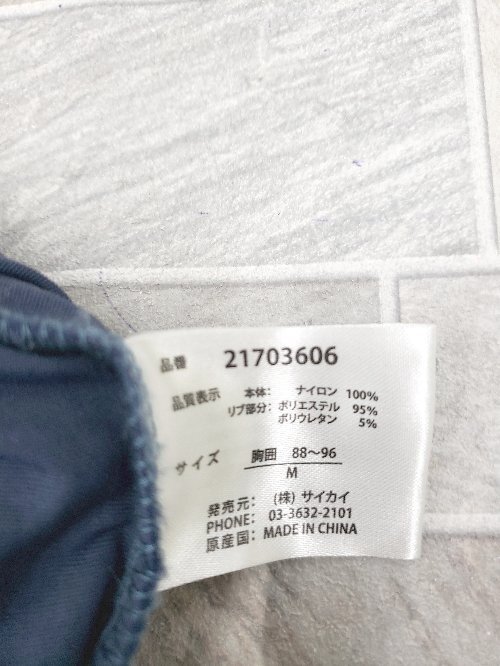 品番 21703606
品質表示 本体: ナイロン 100%
リブ部分: ポリエステル 95%
ポリウレタン 5%
サイズ 胸囲 88～96
M
発売元: (株) サイカイ
PHONE: 03-3632-2101
原産国: MADE IN CHINA